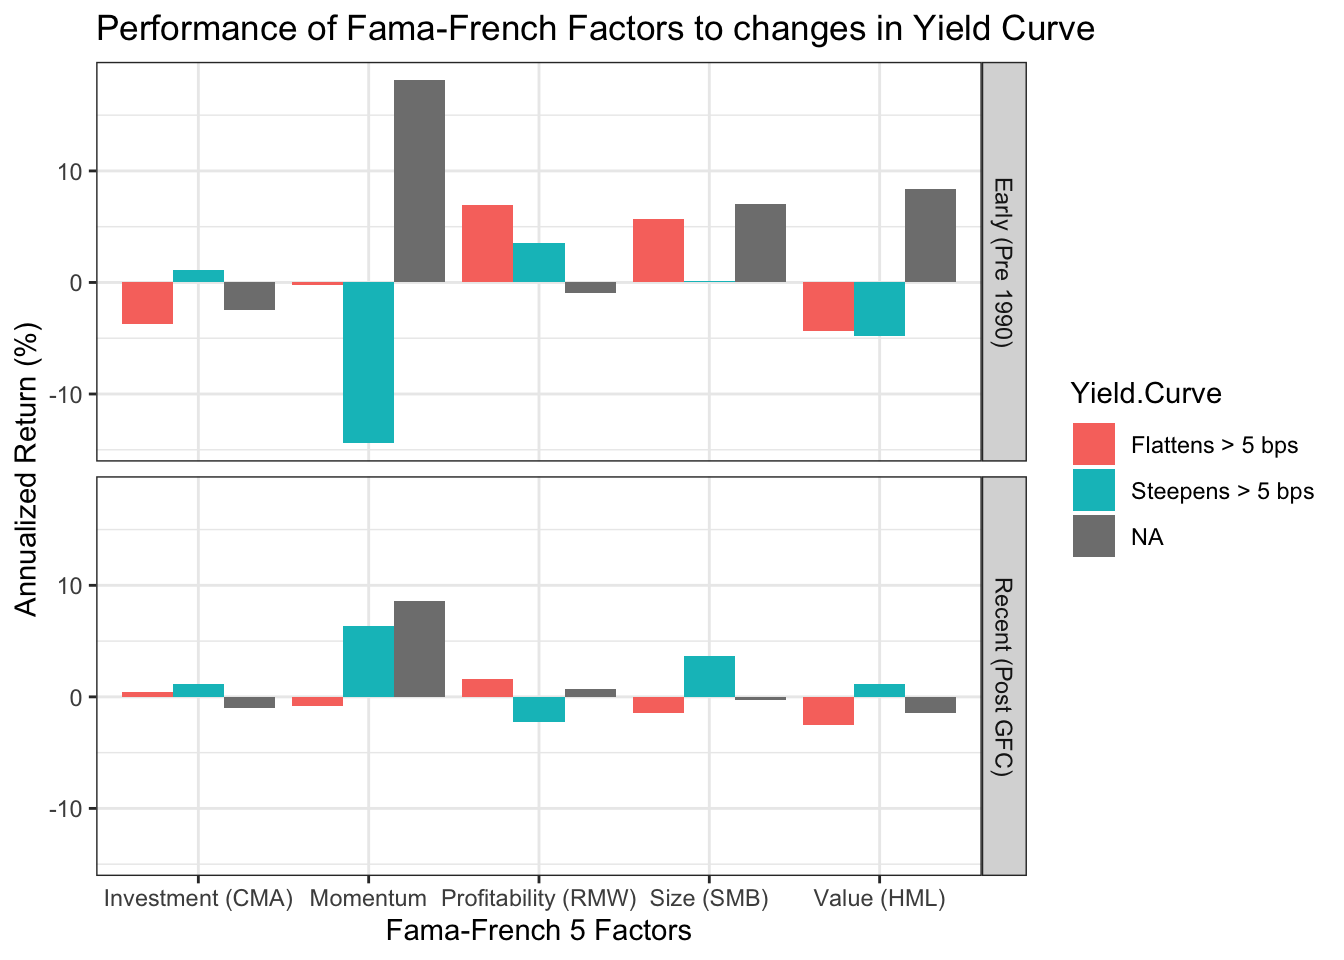 Performance of Fama-French Factors to changes in Yield Curve
Annualized Return (%)
10
0
-10
Early (Pre 1990)
10
0
-10
Recent (Post GFC)
Investment (CMA) Momentum Profitability (RMW) Size (SMB) Value (HML)
Fama-French 5 Factors
Yield.Curve
Flattens > 5 bps
Steepens > 5 bps
NA